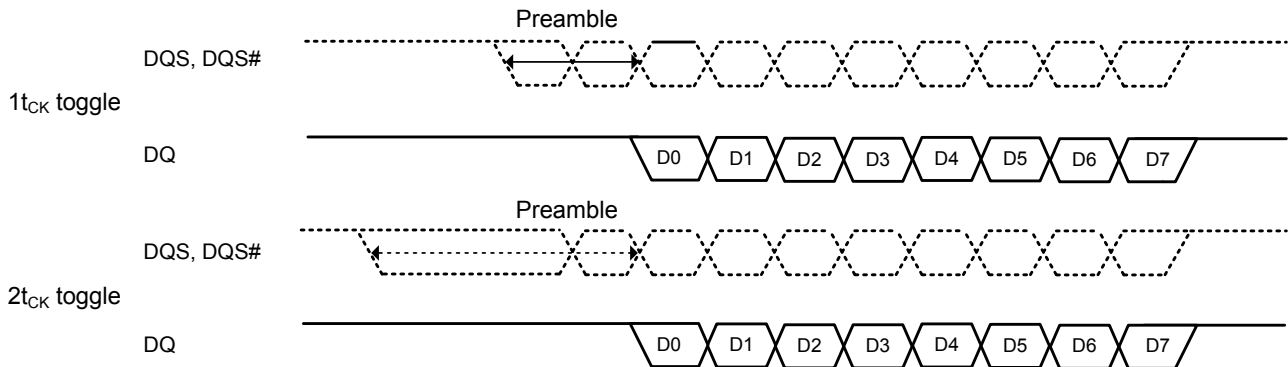 Preamble
DQS, DQS#
1tCK toggle
DQ
D0 D1 D2 D3 D4 D5 D6 D7
Preamble
DQS, DQS#
2tCK toggle
DQ
D0 D1 D2 D3 D4 D5 D6 D7